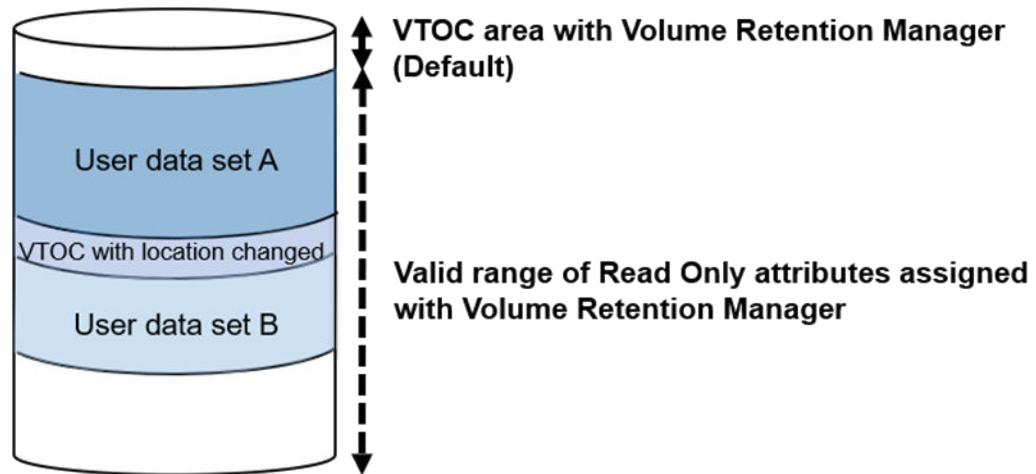 VTOC area with Volume Retention Manager
(Default)
User data set A
VTOC with location changed
Valid range of Read Only attributes assigned
with Volume Retention Manager
User data set B